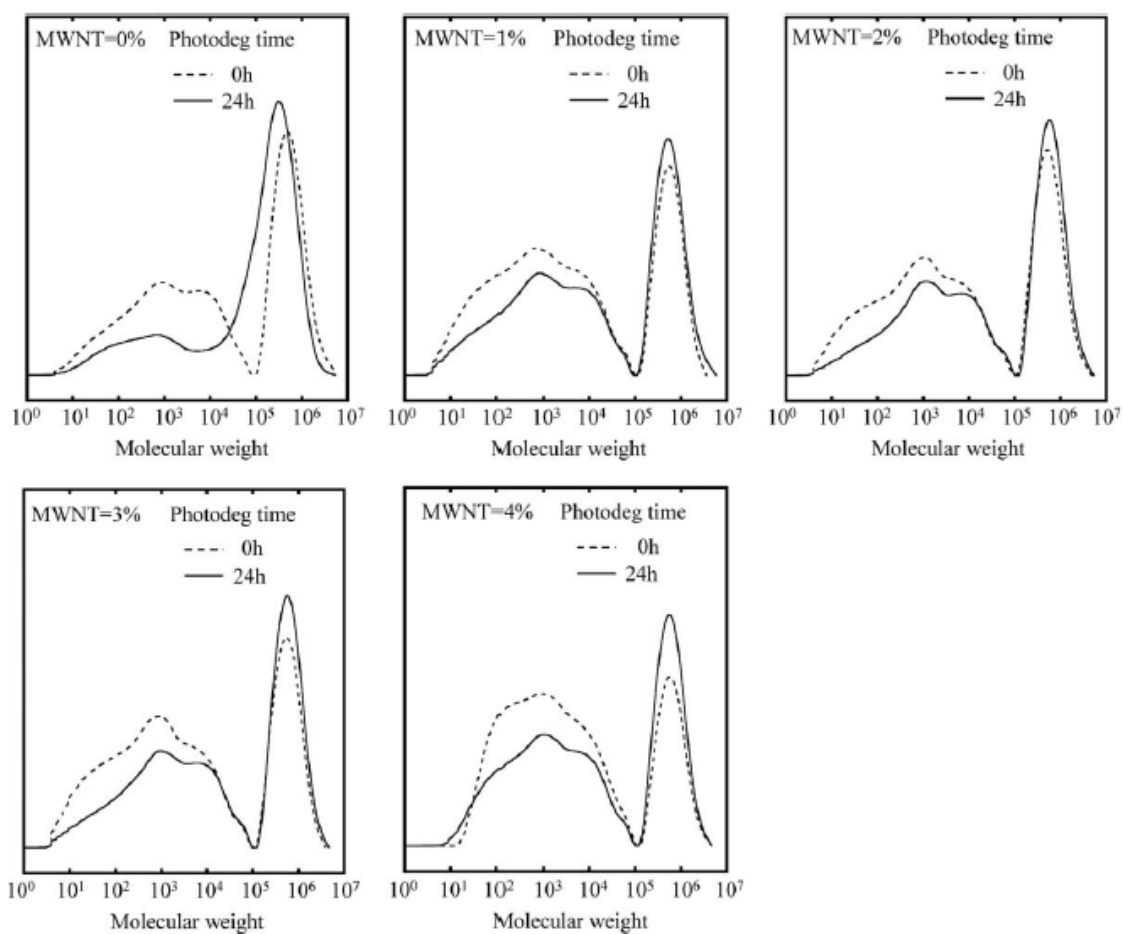 MWNT=0% Photodeg time
0h
24h
10⁰ 10¹ 10² 10³ 10⁴ 10⁵ 10⁶ 10⁷
Molecular weight
MWNT=1% Photodeg time
0h
24h
10⁰ 10¹ 10² 10³ 10⁴ 10⁵ 10⁶ 10⁷
Molecular weight
MWNT=2% Photodeg time
0h
24h
10⁰ 10¹ 10² 10³ 10⁴ 10⁵ 10⁶ 10⁷
Molecular weight
MWNT=3% Photodeg time
0h
24h
10⁰ 10¹ 10² 10³ 10⁴ 10⁵ 10⁶ 10⁷
Molecular weight
MWNT=4% Photodeg time
0h
24h
10⁰ 10¹ 10² 10³ 10⁴ 10⁵ 10⁶ 10⁷
Molecular weight